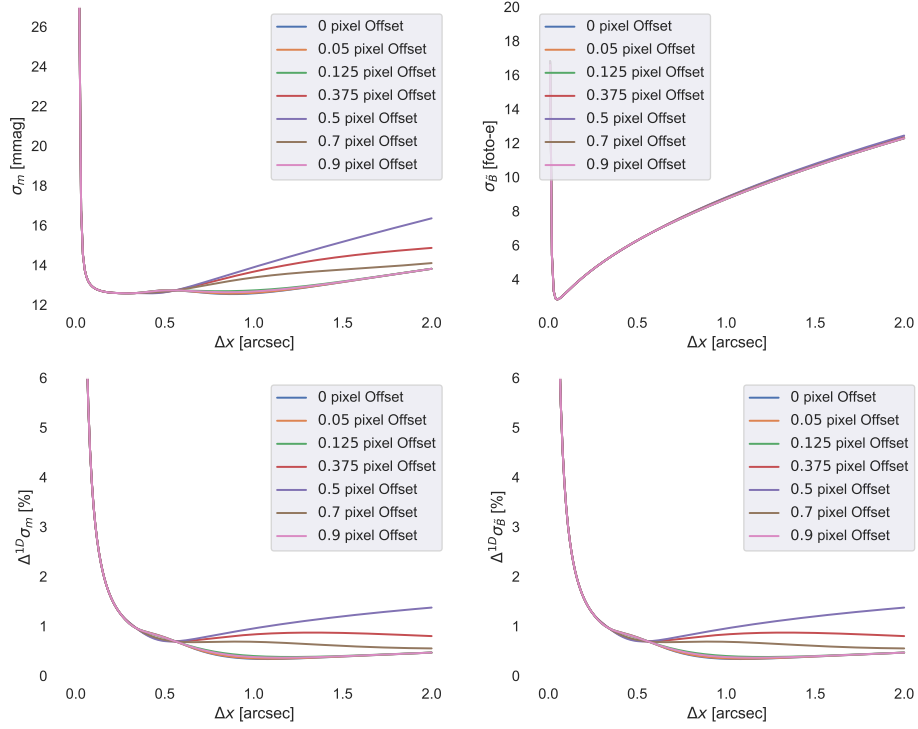 26
24
22
20
18
16
14
12
σm [mmag]
0 pixel Offset
0.05 pixel Offset
0.125 pixel Offset
0.375 pixel Offset
0.5 pixel Offset
0.7 pixel Offset
0.9 pixel Offset
0.0 0.5 1.0 1.5 2.0
Δx [arcsec]
20
18
16
14
12
10
8
6
4
σB̃ [foto-e]
0 pixel Offset
0.05 pixel Offset
0.125 pixel Offset
0.375 pixel Offset
0.5 pixel Offset
0.7 pixel Offset
0.9 pixel Offset
0.0 0.5 1.0 1.5 2.0
Δx [arcsec]
6
5
4
3
2
1
0
Δ1Dσm [%]
0 pixel Offset
0.05 pixel Offset
0.125 pixel Offset
0.375 pixel Offset
0.5 pixel Offset
0.7 pixel Offset
0.9 pixel Offset
0.0 0.5 1.0 1.5 2.0
Δx [arcsec]
6
5
4
3
2
1
0
Δ1DσB̃ [%]
0 pixel Offset
0.05 pixel Offset
0.125 pixel Offset
0.375 pixel Offset
0.5 pixel Offset
0.7 pixel Offset
0.9 pixel Offset
0.0 0.5 1.0 1.5 2.0
Δx [arcsec]